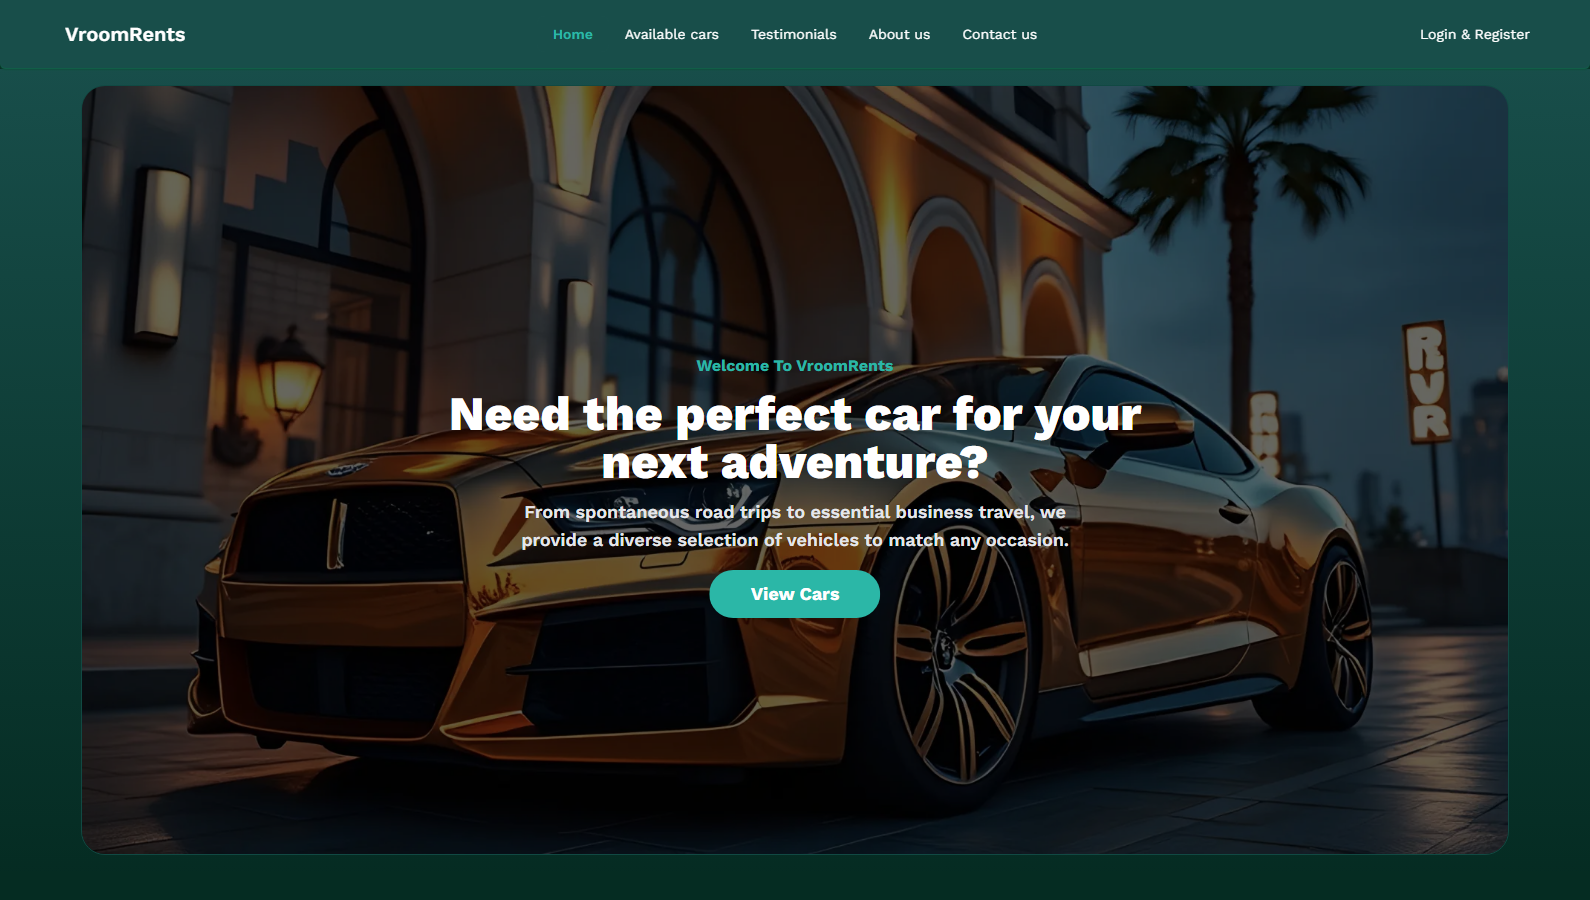 VroomRents
Home
Available cars
Testimonials
About us
Contact us
Login & Register
RVR
Welcome To VroomRents
Need the perfect car for your
next adventure?
From spontaneous road trips to essential business travel, we
provide a diverse selection of vehicles to match any occasion.
View Cars